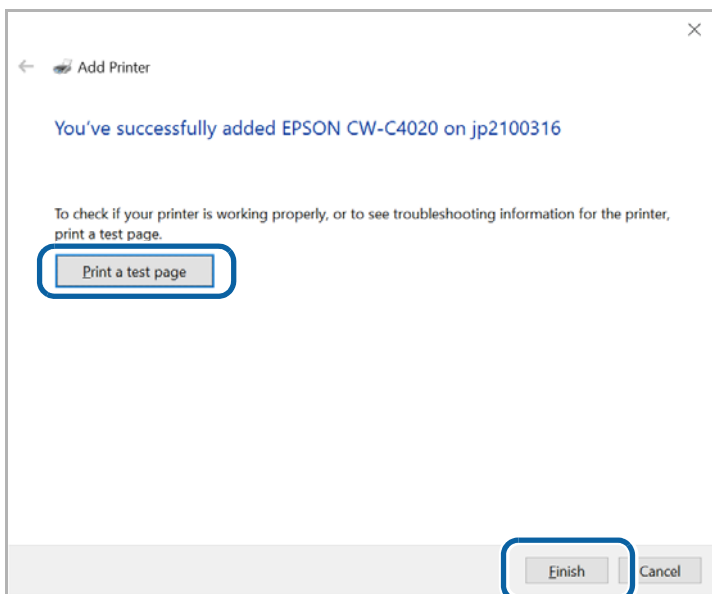 Add Printer
You've successfully added EPSON CW-C4020 on jp2100316
To check if your printer is working properly, or to see troubleshooting information for the printer,
print a test page.
Print a test page
Finish
Cancel